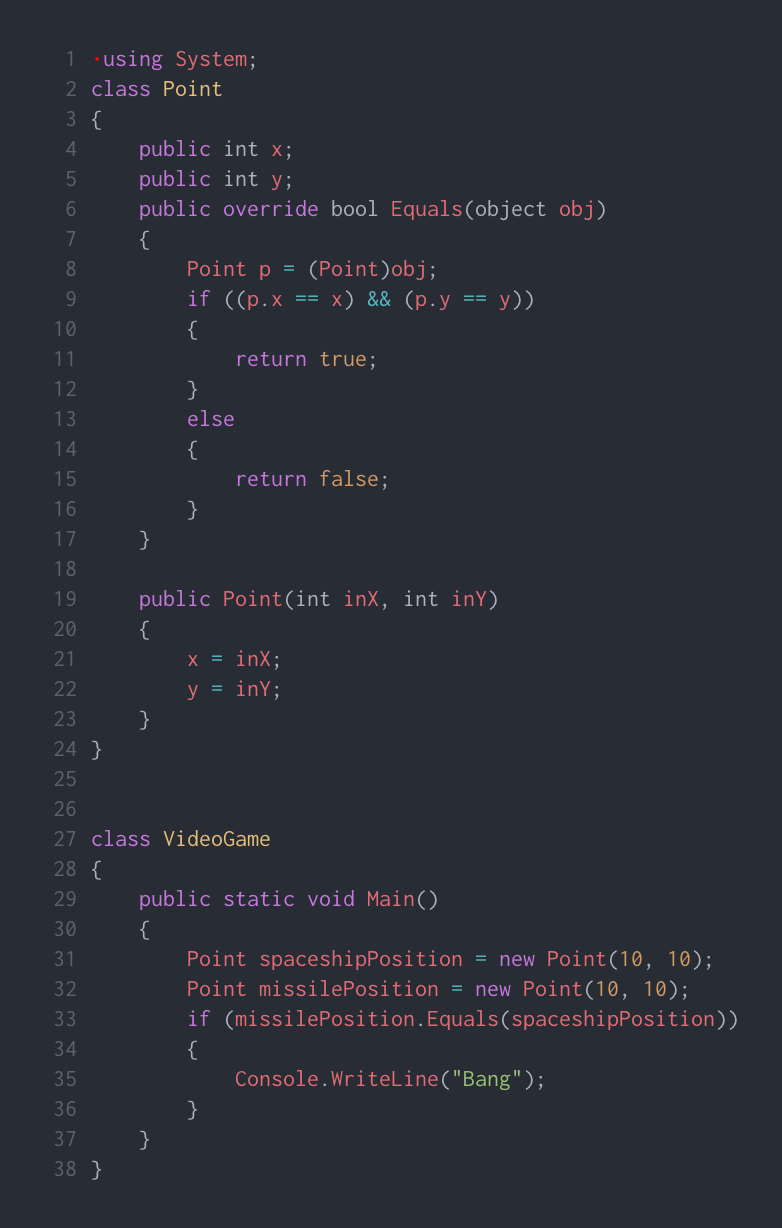 1 ·using System;
2 class Point
3 {
4     public int x;
5     public int y;
6     public override bool Equals(object obj)
7     {
8         Point p = (Point)obj;
9         if ((p.x == x) && (p.y == y))
10         {
11             return true;
12         }
13         else
14         {
15             return false;
16         }
17     }
18
19     public Point(int inX, int inY)
20     {
21         x = inX;
22         y = inY;
23     }
24 }
25
26
27 class VideoGame
28 {
29     public static void Main()
30     {
31         Point spaceshipPosition = new Point(10, 10);
32         Point missilePosition = new Point(10, 10);
33         if (missilePosition.Equals(spaceshipPosition))
34         {
35             Console.WriteLine("Bang");
36         }
37     }
38 }